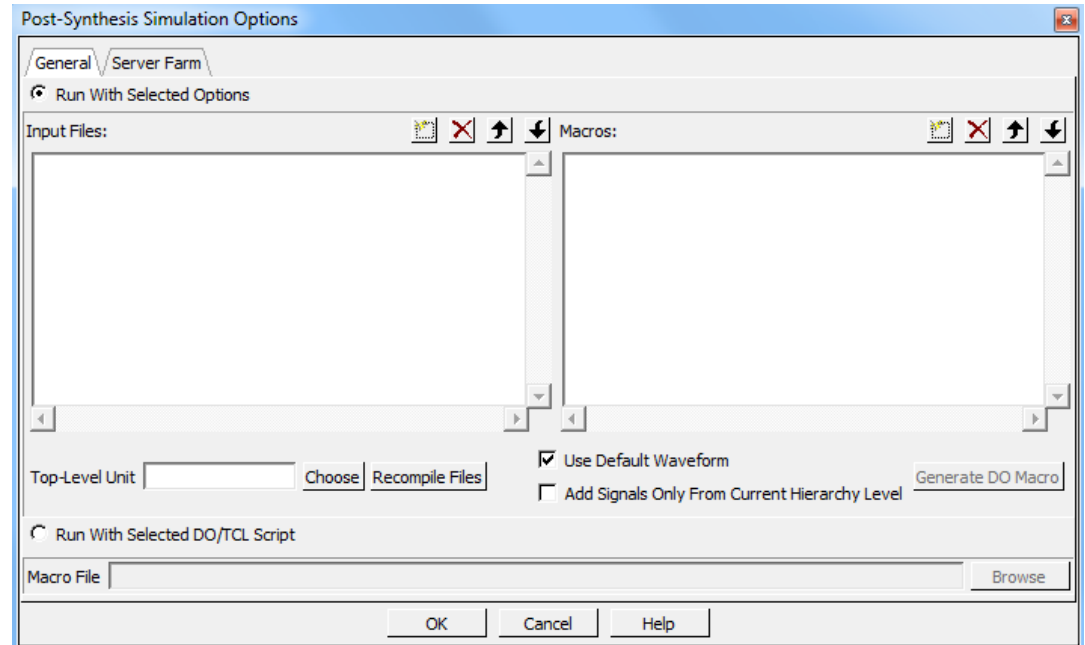 Post-Synthesis Simulation Options
General Server Farm
Run With Selected Options
Input Files: Macros:
Use Default Waveform
Top-Level Unit Choose Recompile Files Generate DO Macro
Add Signals Only From Current Hierarchy Level
Run With Selected DO/TCL Script
Macro File Browse
OK Cancel Help